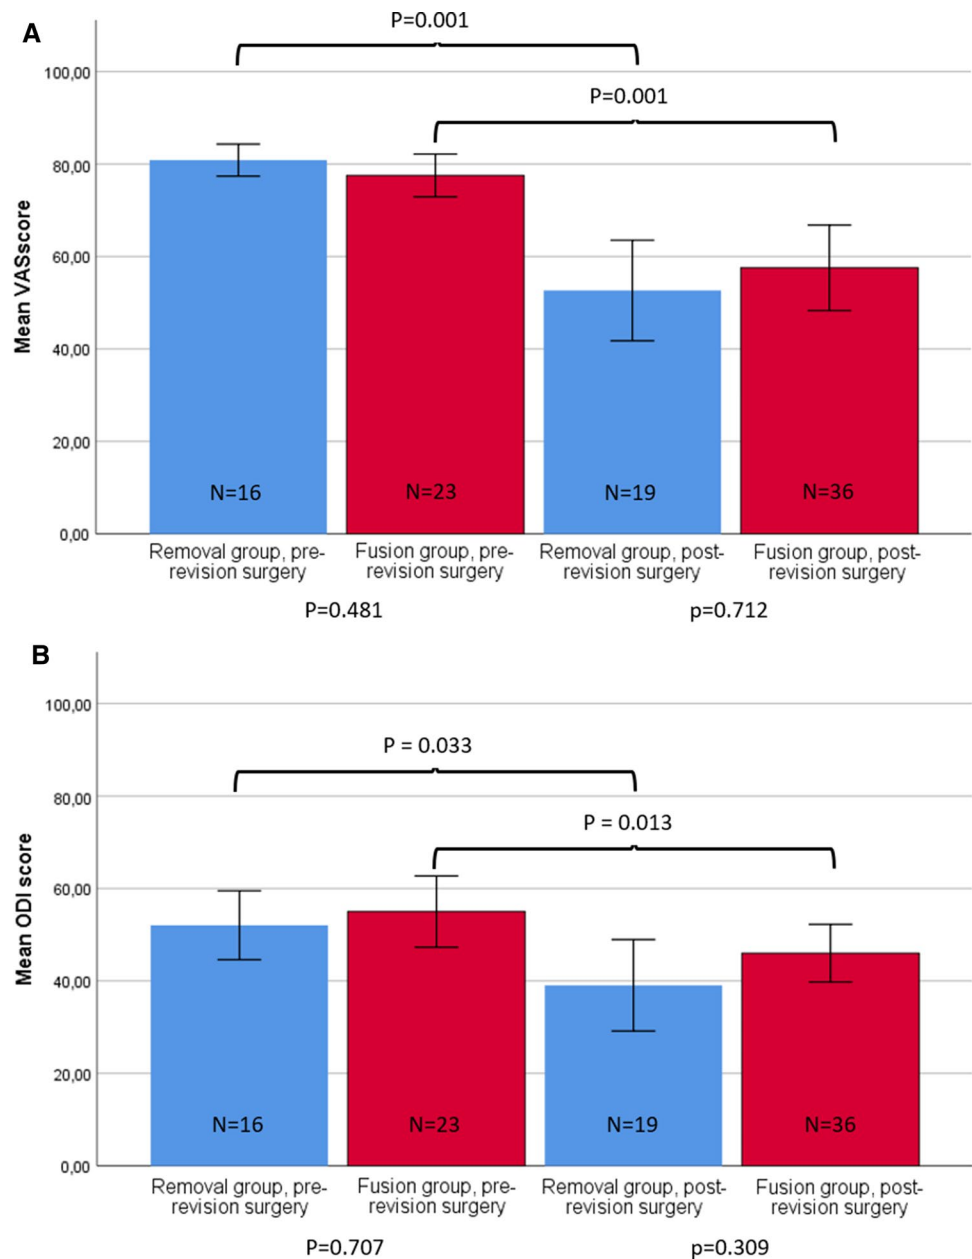 A
P=0.001
P=0.001
Mean VASscore
100,00
80,00
60,00
40,00
20,00
0,00
N=16
N=23
N=19
N=36
Removal group, pre-
revision surgery
Fusion group, pre-
revision surgery
Removal group, post-
revision surgery
Fusion group, post-
revision surgery
P=0.481
p=0.712
B
P = 0.033
P = 0.013
Mean ODI score
100,00
80,00
60,00
40,00
20,00
0,00
N=16
N=23
N=19
N=36
Removal group, pre-
revision surgery
Fusion group, pre-
revision surgery
Removal group, post-
revision surgery
Fusion group, post-
revision surgery
P=0.707
p=0.309